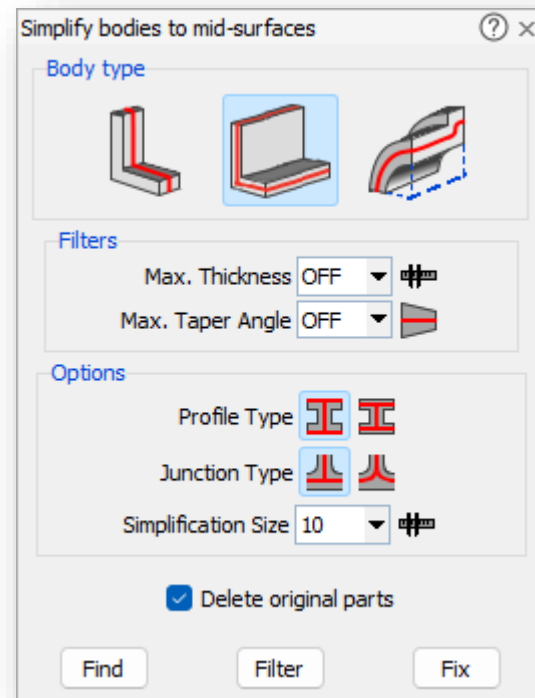 Simplify bodies to mid-surfaces
Body type
Filters
Max. Thickness OFF
Max. Taper Angle OFF
Options
Profile Type
Junction Type
Simplification Size 10
Delete original parts
Find Filter Fix